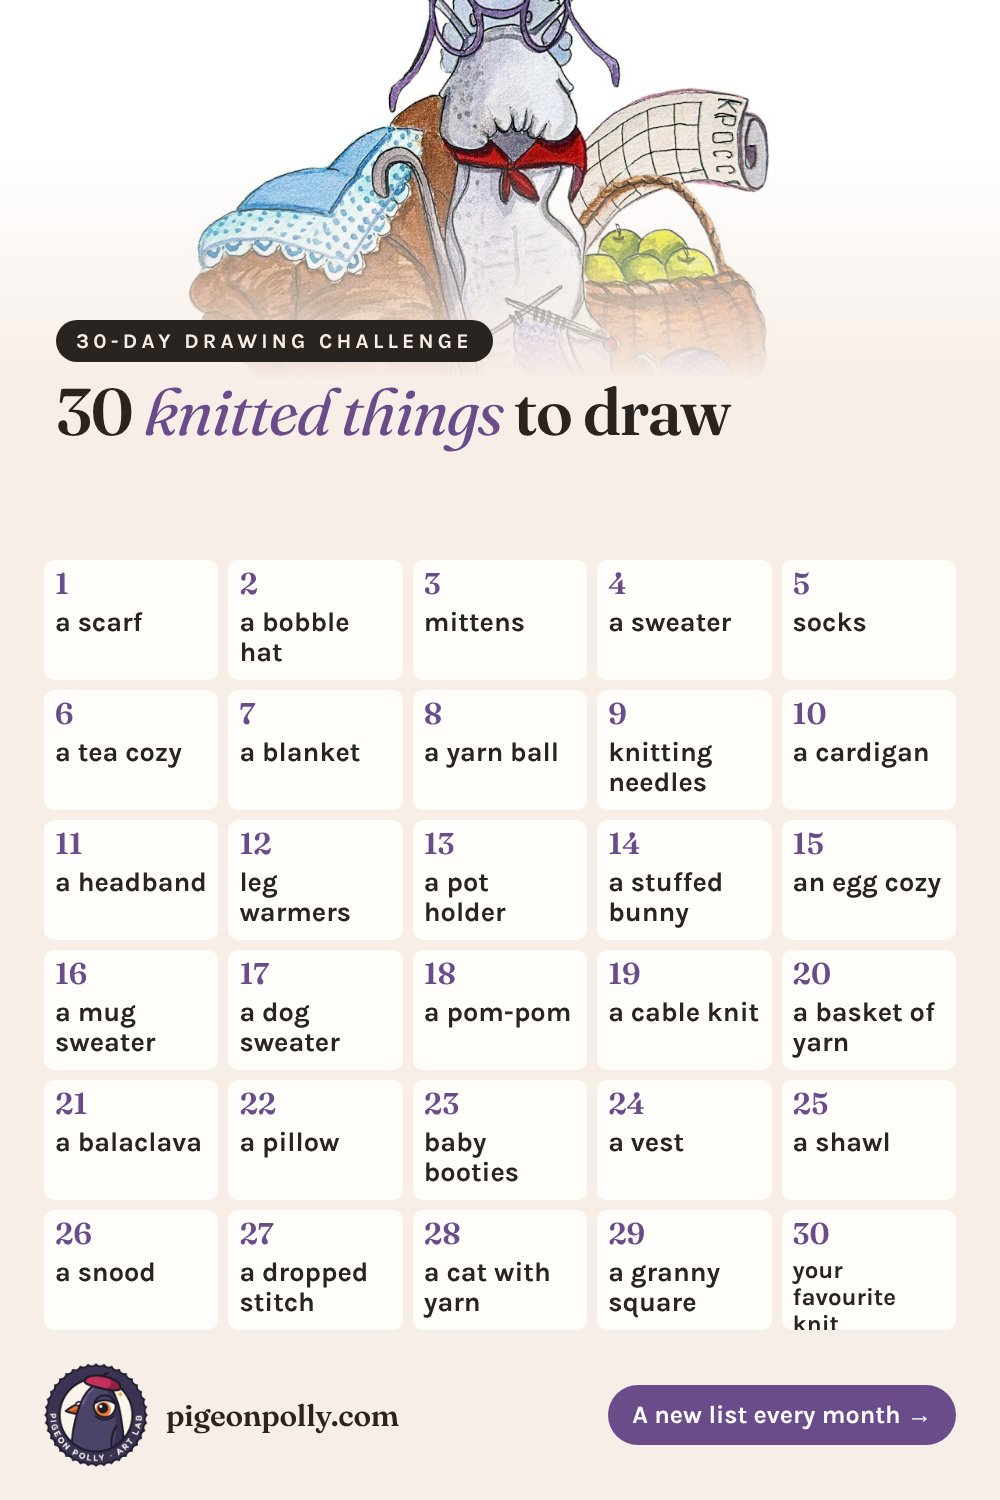 КРОСС
30-DAY DRAWING CHALLENGE
30 knitted things to draw
1
a scarf
2
a bobble
hat
3
mittens
4
a sweater
5
socks
6
a tea cozy
7
a blanket
8
a yarn ball
9
knitting
needles
10
a cardigan
11
a headband
12
leg
warmers
13
a pot
holder
14
a stuffed
bunny
15
an egg cozy
16
a mug
sweater
17
a dog
sweater
18
a pom-pom
19
a cable knit
20
a basket of
yarn
21
a balaclava
22
a pillow
23
baby
booties
24
a vest
25
a shawl
26
a snood
27
a dropped
stitch
28
a cat with
yarn
29
a granny
square
30
your
favourite
knit
PIGEON POLLY · ART LAB
pigeonpolly.com
A new list every month →